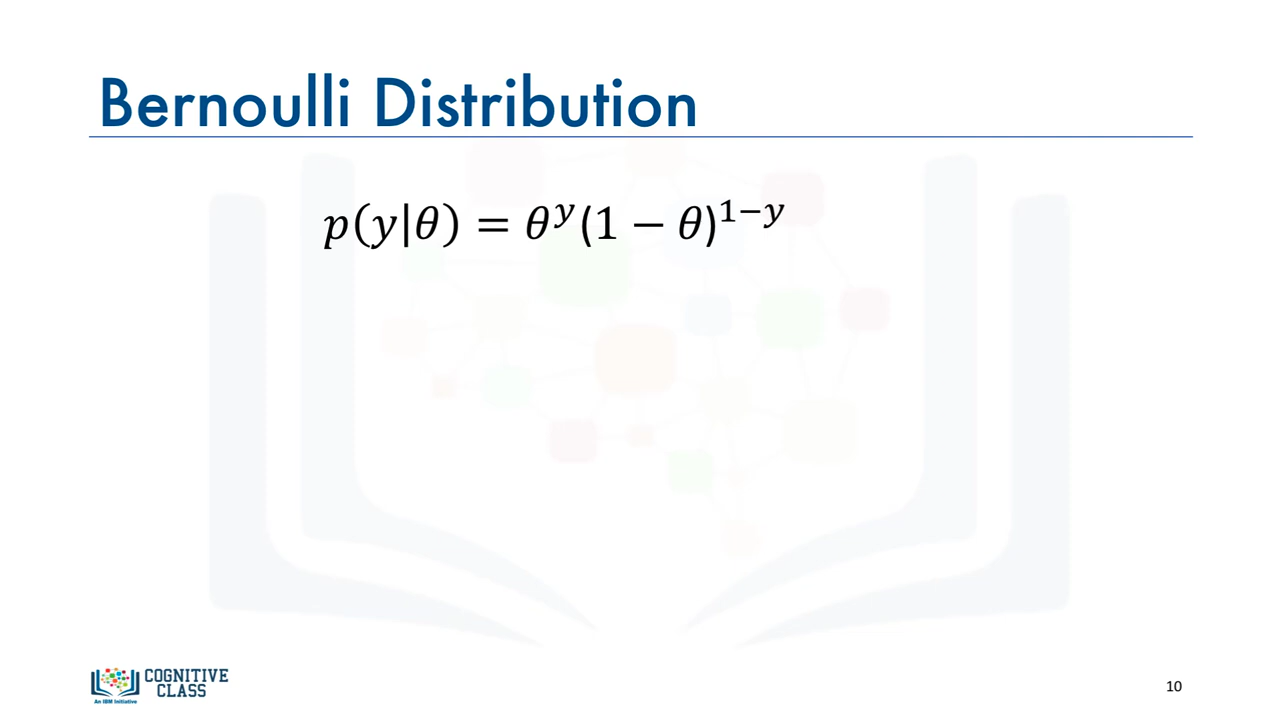 Bernoulli Distribution
𝑝(𝑦|𝜃) = 𝜃^𝑦(1 − 𝜃)^{1−𝑦}
COGNITIVE
CLASS
An IBM Initiative
10